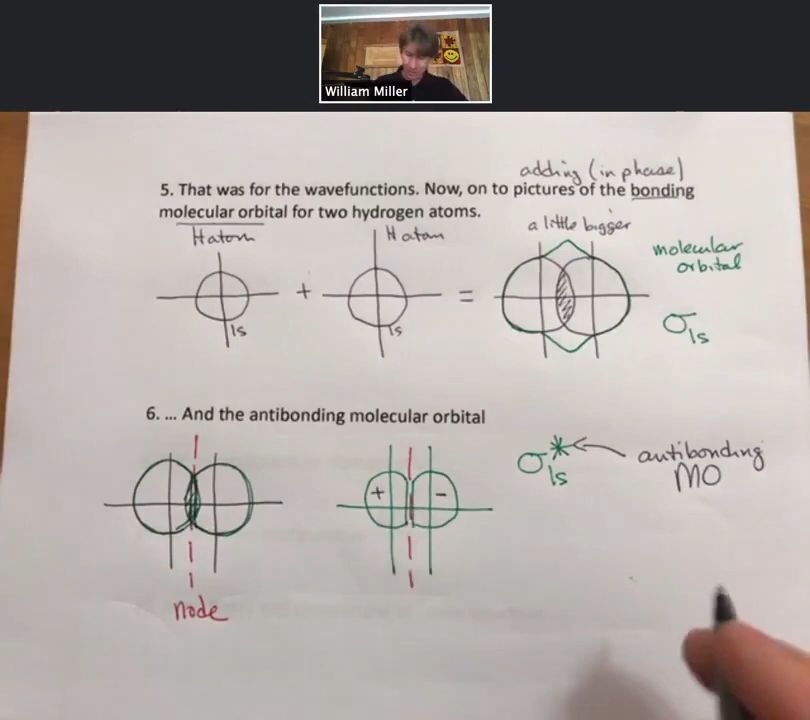 William Miller
adding (in phase)
5. That was for the wavefunctions. Now, on to pictures of the bonding
molecular orbital for two hydrogen atoms.
H atom
H atom
a little bigger
molecular
orbital
+
=
1s
1s
σ1s
6. ... And the antibonding molecular orbital
σ*1s
antibonding
MO
+
-
node